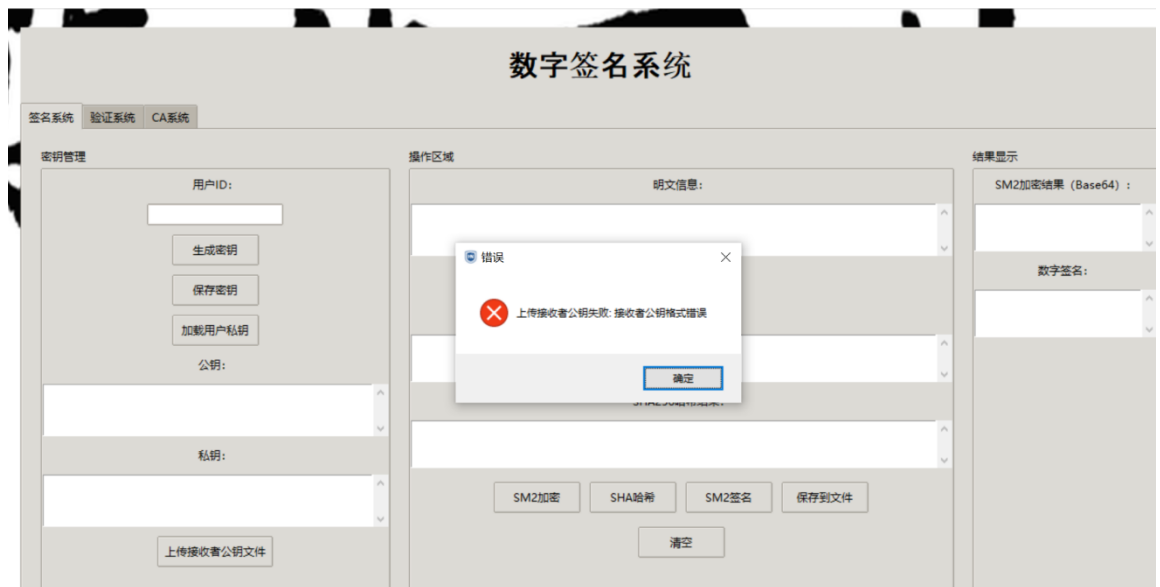 数字签名系统
签名系统 验证系统 CA系统
密钥管理
用户ID：
生成密钥
保存密钥
加载用户私钥
公钥：
私钥：
上传接收者公钥文件
操作区域
明文信息：
错误
上传接收者公钥失败: 接收者公钥格式错误
确定
SM2加密 SHA哈希 SM2签名 保存到文件
清空
结果显示
SM2加密结果（Base64）：
数字签名：